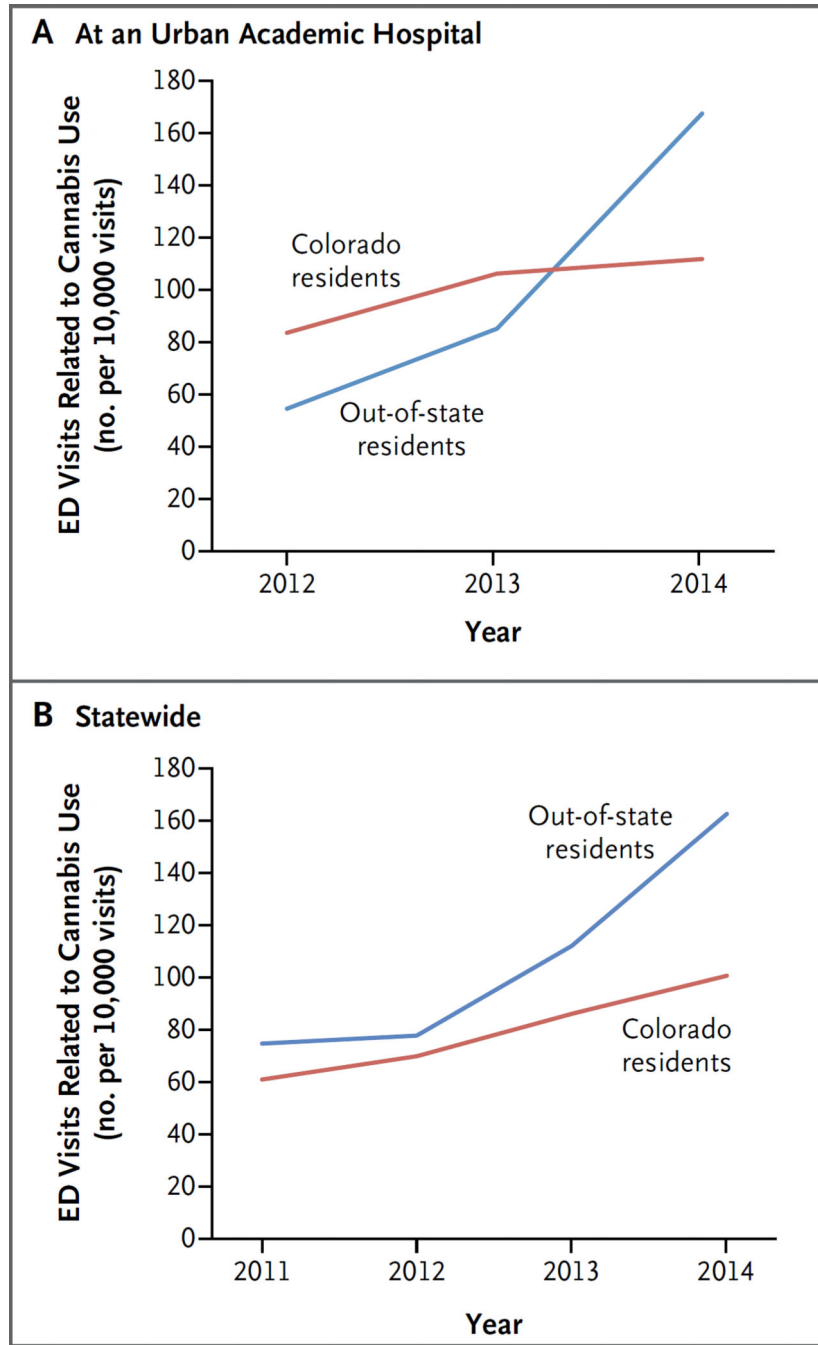 A At an Urban Academic Hospital
ED Visits Related to Cannabis Use
(no. per 10,000 visits)
180
160
140
120
100
80
60
40
20
0
Colorado
residents
Out-of-state
residents
2012 2013 2014
Year
B Statewide
ED Visits Related to Cannabis Use
(no. per 10,000 visits)
180
160
140
120
100
80
60
40
20
0
Out-of-state
residents
Colorado
residents
2011 2012 2013 2014
Year